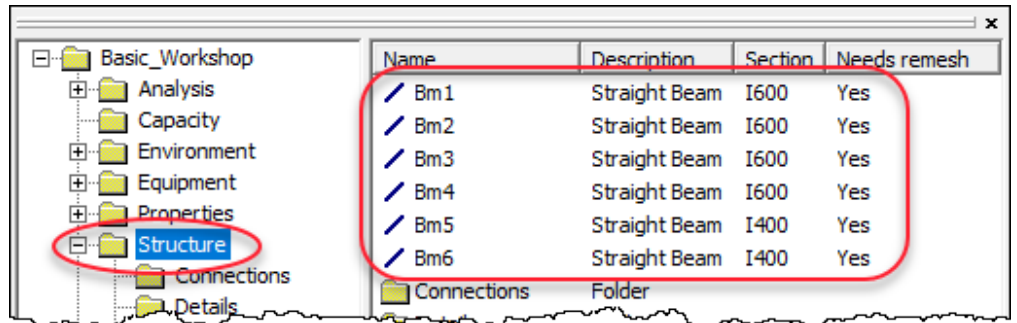 x
Basic_Workshop
Analysis
Capacity
Environment
Equipment
Properties
Structure
Connections
Details
Name Description Section Needs remesh
Bm1 Straight Beam I600 Yes
Bm2 Straight Beam I600 Yes
Bm3 Straight Beam I600 Yes
Bm4 Straight Beam I600 Yes
Bm5 Straight Beam I400 Yes
Bm6 Straight Beam I400 Yes
Connections Folder